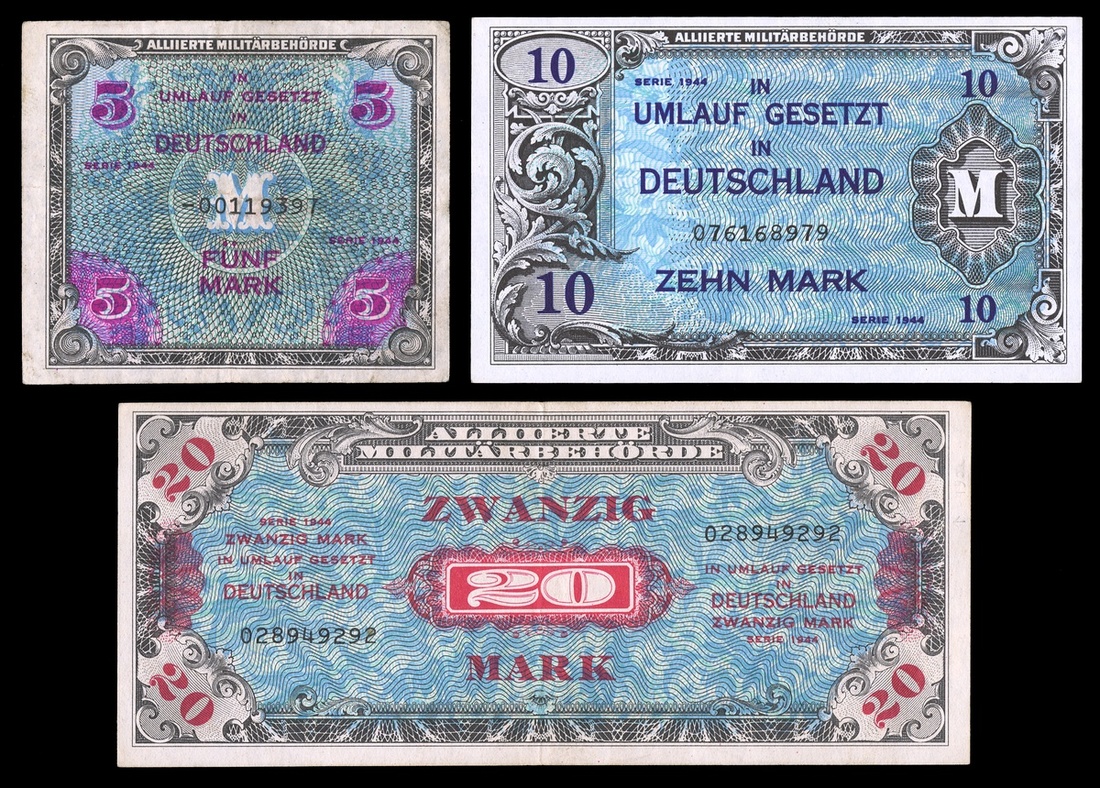 ALLIIERTE MILITÄRBEHÖRDE
5
IN
5
UMLAUF GESETZT
IN
DEUTSCHLAND
SERIE 1944
M
-00119397
SERIE 1944
FÜNF
MARK
5
5
ALLIIERTE MILITÄRBEHÖRDE
10
SERIE 1944
IN
10
UMLAUF GESETZT
IN
DEUTSCHLAND
M
076168979
10
ZEHN MARK
10
SERIE 1944
ALLIIERTE
MILITÄRBEHÖRDE
20
20
ZWANZIG
SERIE 1944
ZWANZIG MARK
IN UMLAUF GESETZT
IN
DEUTSCHLAND
028949292
20
028949292
IN UMLAUF GESETZT
IN
DEUTSCHLAND
ZWANZIG MARK
SERIE 1944
MARK
20
20